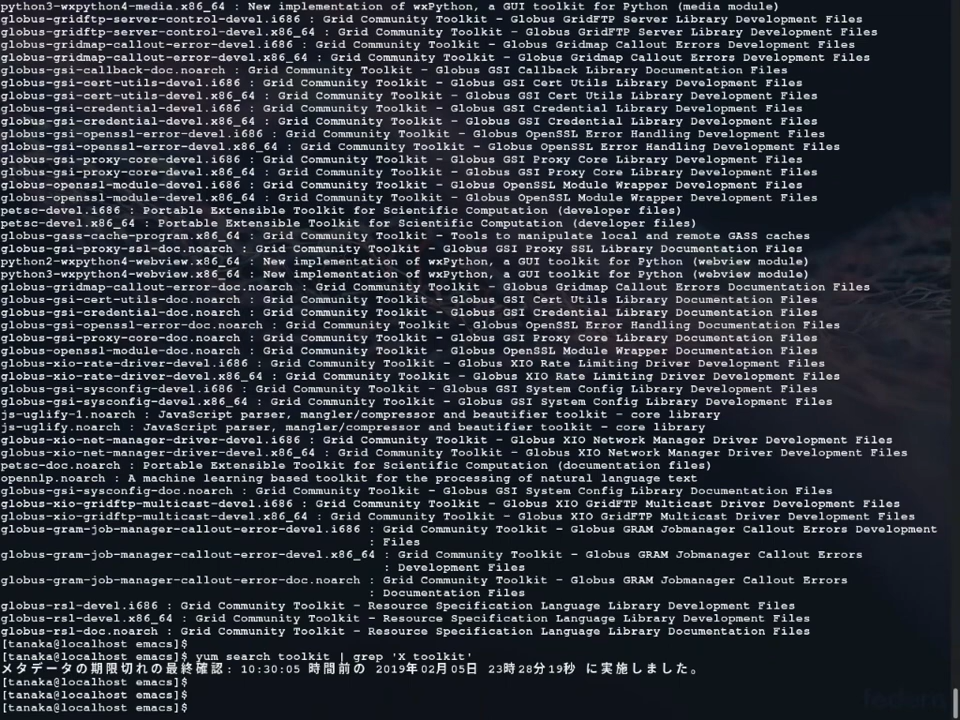 python3-wxpython4-media.x86_64 : New implementation of wxPython, a GUI toolkit for Python (media module)
globus-gridftp-server-control-devel.i686 : Grid Community Toolkit - Globus GridFTP Server Library Development Files
globus-gridftp-server-control-devel.x86_64 : Grid Community Toolkit - Globus GridFTP Server Library Development Files
globus-gridmap-callout-error-devel.i686 : Grid Community Toolkit - Globus Gridmap Callout Errors Development Files
globus-gridmap-callout-error-devel.x86_64 : Grid Community Toolkit - Globus Gridmap Callout Errors Development Files
globus-gsi-callback-doc.noarch : Grid Community Toolkit - Globus GSI Callback Library Documentation Files
globus-gsi-cert-utils-devel.i686 : Grid Community Toolkit - Globus GSI Cert Utils Library Development Files
globus-gsi-cert-utils-devel.x86_64 : Grid Community Toolkit - Globus GSI Cert Utils Library Development Files
globus-gsi-credential-devel.i686 : Grid Community Toolkit - Globus GSI Credential Library Development Files
globus-gsi-credential-devel.x86_64 : Grid Community Toolkit - Globus GSI Credential Library Development Files
globus-gsi-openssl-error-devel.i686 : Grid Community Toolkit - Globus OpenSSL Error Handling Development Files
globus-gsi-openssl-error-devel.x86_64 : Grid Community Toolkit - Globus OpenSSL Error Handling Development Files
globus-gsi-proxy-core-devel.i686 : Grid Community Toolkit - Globus GSI Proxy Core Library Development Files
globus-gsi-proxy-core-devel.x86_64 : Grid Community Toolkit - Globus GSI Proxy Core Library Development Files
globus-openssl-module-devel.i686 : Grid Community Toolkit - Globus OpenSSL Module Wrapper Development Files
globus-openssl-module-devel.x86_64 : Grid Community Toolkit - Globus OpenSSL Module Wrapper Development Files
petsc-devel.i686 : Portable Extensible Toolkit for Scientific Computation (developer files)
petsc-devel.x86_64 : Portable Extensible Toolkit for Scientific Computation (developer files)
globus-gass-cache-program.x86_64 : Grid Community Toolkit - Tools to manipulate local and remote GASS caches
globus-gsi-proxy-ssl-doc.noarch : Grid Community Toolkit - Globus GSI Proxy SSL Library Documentation Files
python2-wxpython4-webview.x86_64 : New implementation of wxPython, a GUI toolkit for Python (webview module)
python3-wxpython4-webview.x86_64 : New implementation of wxPython, a GUI toolkit for Python (webview module)
globus-gridmap-callout-error-doc.noarch : Grid Community Toolkit - Globus Gridmap Callout Errors Documentation Files
globus-gsi-cert-utils-doc.noarch : Grid Community Toolkit - Globus GSI Cert Utils Library Documentation Files
globus-gsi-credential-doc.noarch : Grid Community Toolkit - Globus GSI Credential Library Documentation Files
globus-gsi-openssl-error-doc.noarch : Grid Community Toolkit - Globus OpenSSL Error Handling Documentation Files
globus-gsi-proxy-core-doc.noarch : Grid Community Toolkit - Globus GSI Proxy Core Library Documentation Files
globus-openssl-module-doc.noarch : Grid Community Toolkit - Globus OpenSSL Module Wrapper Documentation Files
globus-xio-rate-driver-devel.i686 : Grid Community Toolkit - Globus XIO Rate Limiting Driver Development Files
globus-xio-rate-driver-devel.x86_64 : Grid Community Toolkit - Globus XIO Rate Limiting Driver Development Files
globus-gsi-sysconfig-devel.i686 : Grid Community Toolkit - Globus GSI System Config Library Development Files
globus-gsi-sysconfig-devel.x86_64 : Grid Community Toolkit - Globus GSI System Config Library Development Files
js-uglify-1.noarch : JavaScript parser, mangler/compressor and beautifier toolkit - core library
js-uglify.noarch : JavaScript parser, mangler/compressor and beautifier toolkit - core library
globus-xio-net-manager-driver-devel.i686 : Grid Community Toolkit - Globus XIO Network Manager Driver Development Files
globus-xio-net-manager-driver-devel.x86_64 : Grid Community Toolkit - Globus XIO Network Manager Driver Development Files
petsc-doc.noarch : Portable Extensible Toolkit for Scientific Computation (documentation files)
opennlp.noarch : A machine learning based toolkit for the processing of natural language text
globus-gsi-sysconfig-doc.noarch : Grid Community Toolkit - Globus GSI System Config Library Documentation Files
globus-xio-gridftp-multicast-devel.i686 : Grid Community Toolkit - Globus XIO GridFTP Multicast Driver Development Files
globus-xio-gridftp-multicast-devel.x86_64 : Grid Community Toolkit - Globus XIO GridFTP Multicast Driver Development Files
globus-gram-job-manager-callout-error-devel.i686 : Grid Community Toolkit - Globus GRAM Jobmanager Callout Errors Development
: Files
globus-gram-job-manager-callout-error-devel.x86_64 : Grid Community Toolkit - Globus GRAM Jobmanager Callout Errors
: Development Files
globus-gram-job-manager-callout-error-doc.noarch : Grid Community Toolkit - Globus GRAM Jobmanager Callout Errors
: Documentation Files
globus-rsl-devel.i686 : Grid Community Toolkit - Resource Specification Language Library Development Files
globus-rsl-devel.x86_64 : Grid Community Toolkit - Resource Specification Language Library Development Files
globus-rsl-doc.noarch : Grid Community Toolkit - Resource Specification Language Library Documentation Files
[tanaka@localhost emacs]$
[tanaka@localhost emacs]$ yum search toolkit | grep 'X toolkit'
メタデータの期限切れの最終確認: 10:30:05 時間前の 2019年02月05日 23時28分19秒 に実施しました。
[tanaka@localhost emacs]$
[tanaka@localhost emacs]$
[tanaka@localhost emacs]$